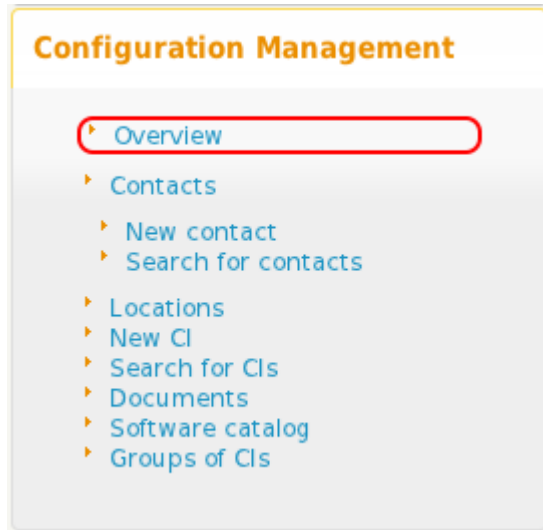 Configuration Management
Overview
Contacts
New contact
Search for contacts
Locations
New CI
Search for CIs
Documents
Software catalog
Groups of CIs